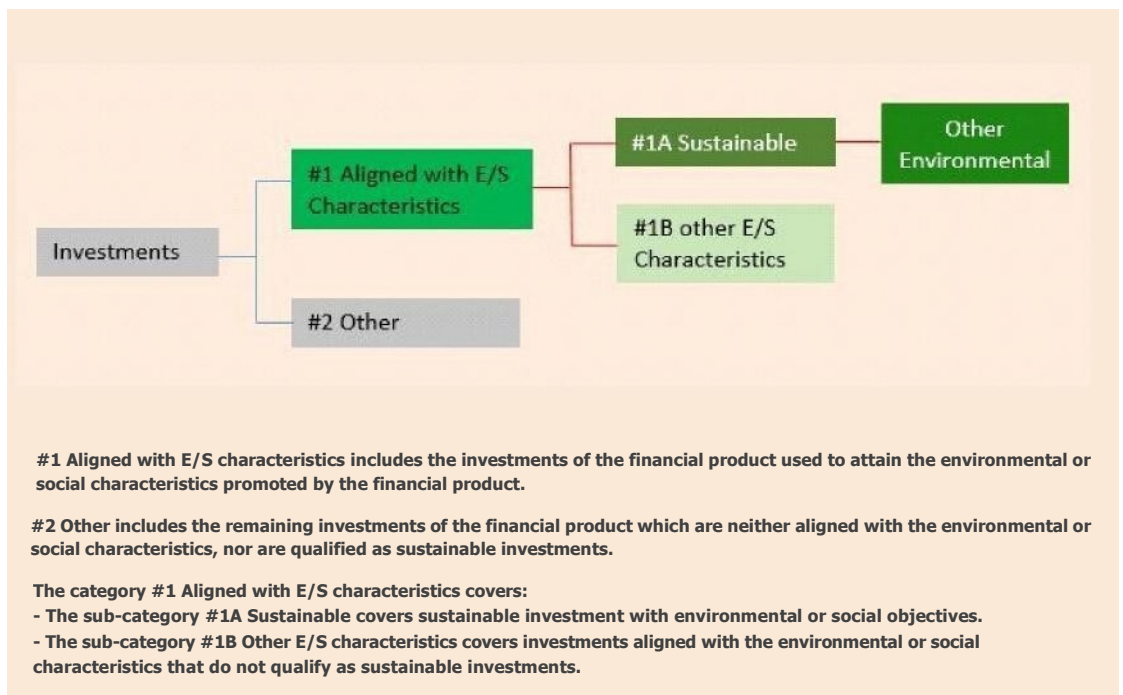 Other
Environmental
#1A Sustainable
#1 Aligned with E/S
Characteristics
#1B other E/S
Characteristics
Investments
#2 Other
#1 Aligned with E/S characteristics includes the investments of the financial product used to attain the environmental or
social characteristics promoted by the financial product.
#2 Other includes the remaining investments of the financial product which are neither aligned with the environmental or
social characteristics, nor are qualified as sustainable investments.
The category #1 Aligned with E/S characteristics covers:
- The sub-category #1A Sustainable covers sustainable investment with environmental or social objectives.
- The sub-category #1B Other E/S characteristics covers investments aligned with the environmental or social
characteristics that do not qualify as sustainable investments.